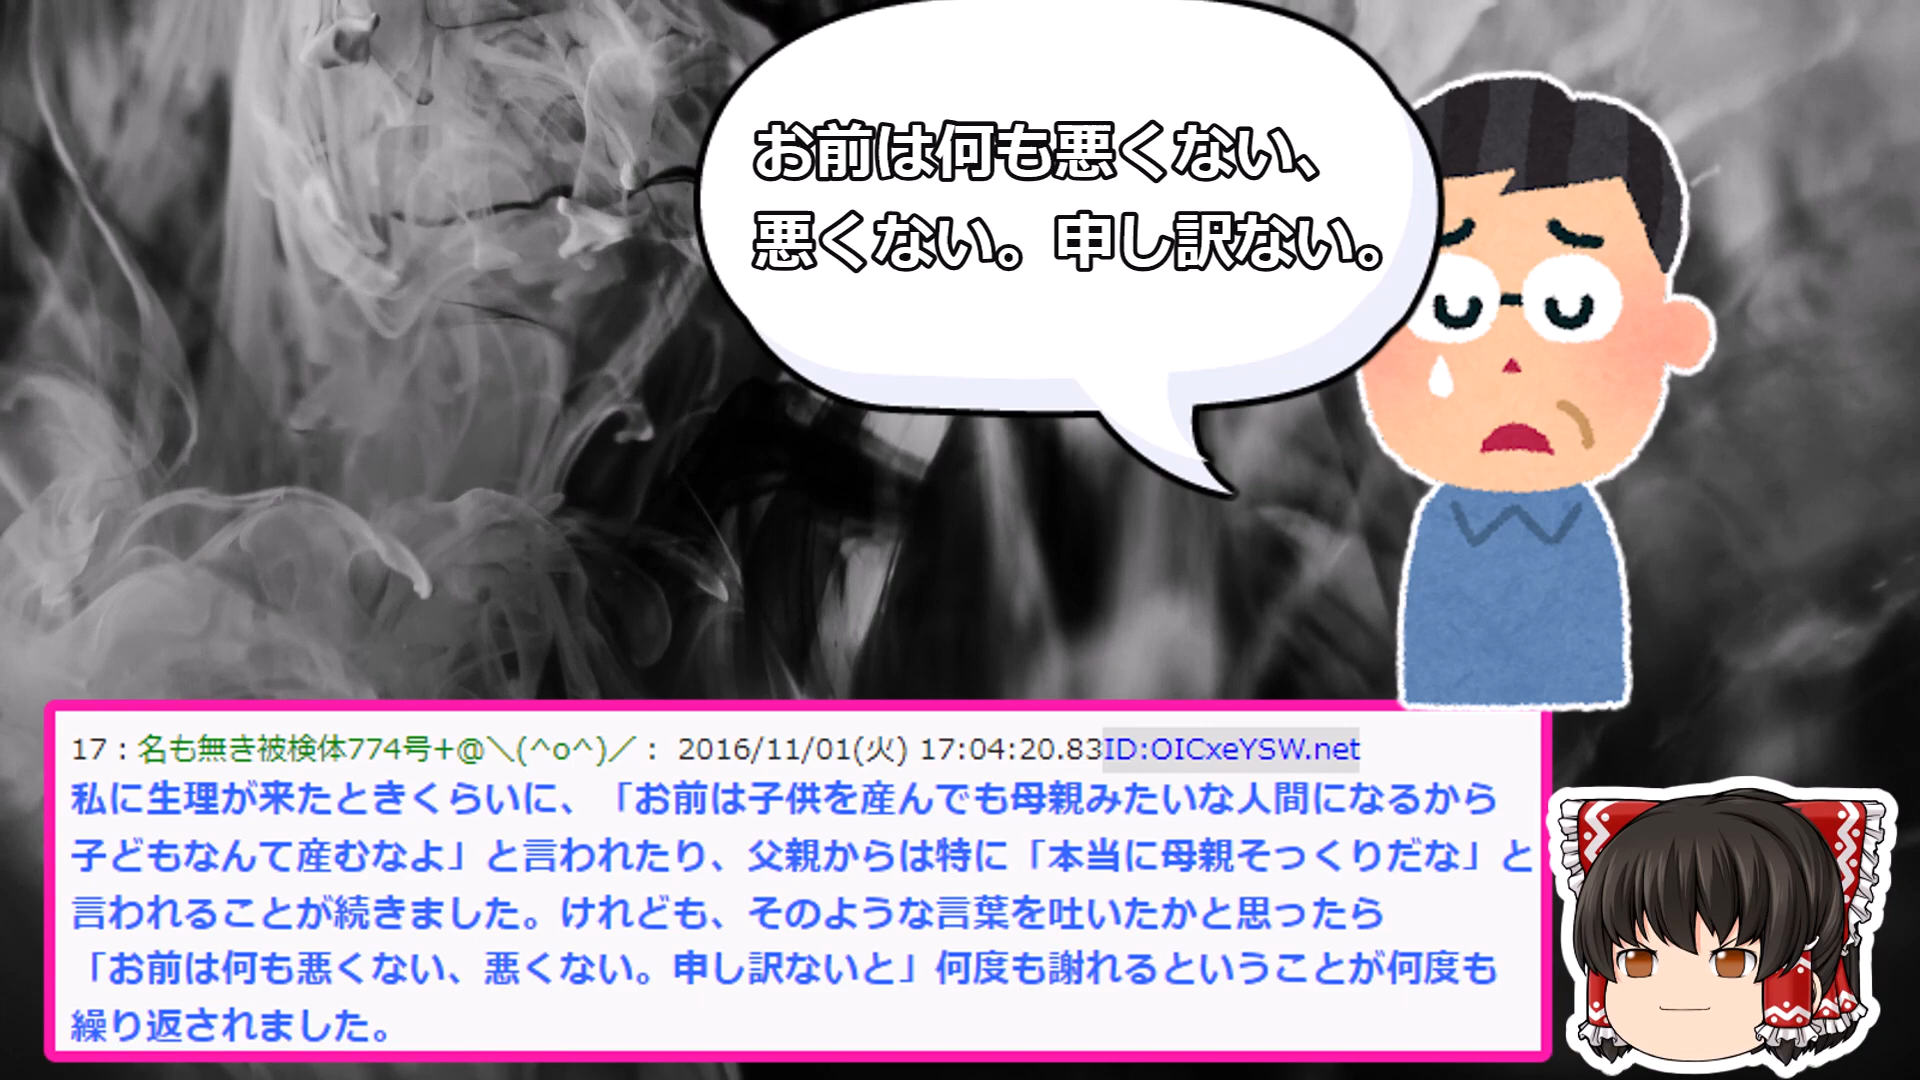 お前は何も悪くない、
悪くない。申し訳ない。
17：名も無き被検体774号+@＼(^o^)／： 2016/11/01(火) 17:04:20.83ID:OICxeYSW.net
私に生理が来たときくらいに、「お前は子供を産んでも母親みたいな人間になるから
子どもなんて産むなよ」と言われたり、父親からは特に「本当に母親そっくりだな」と
言われることが続きました。けれども、そのような言葉を吐いたかと思ったら
「お前は何も悪くない、悪くない。申し訳ないと」何度も謝れるということが何度も
繰り返されました。